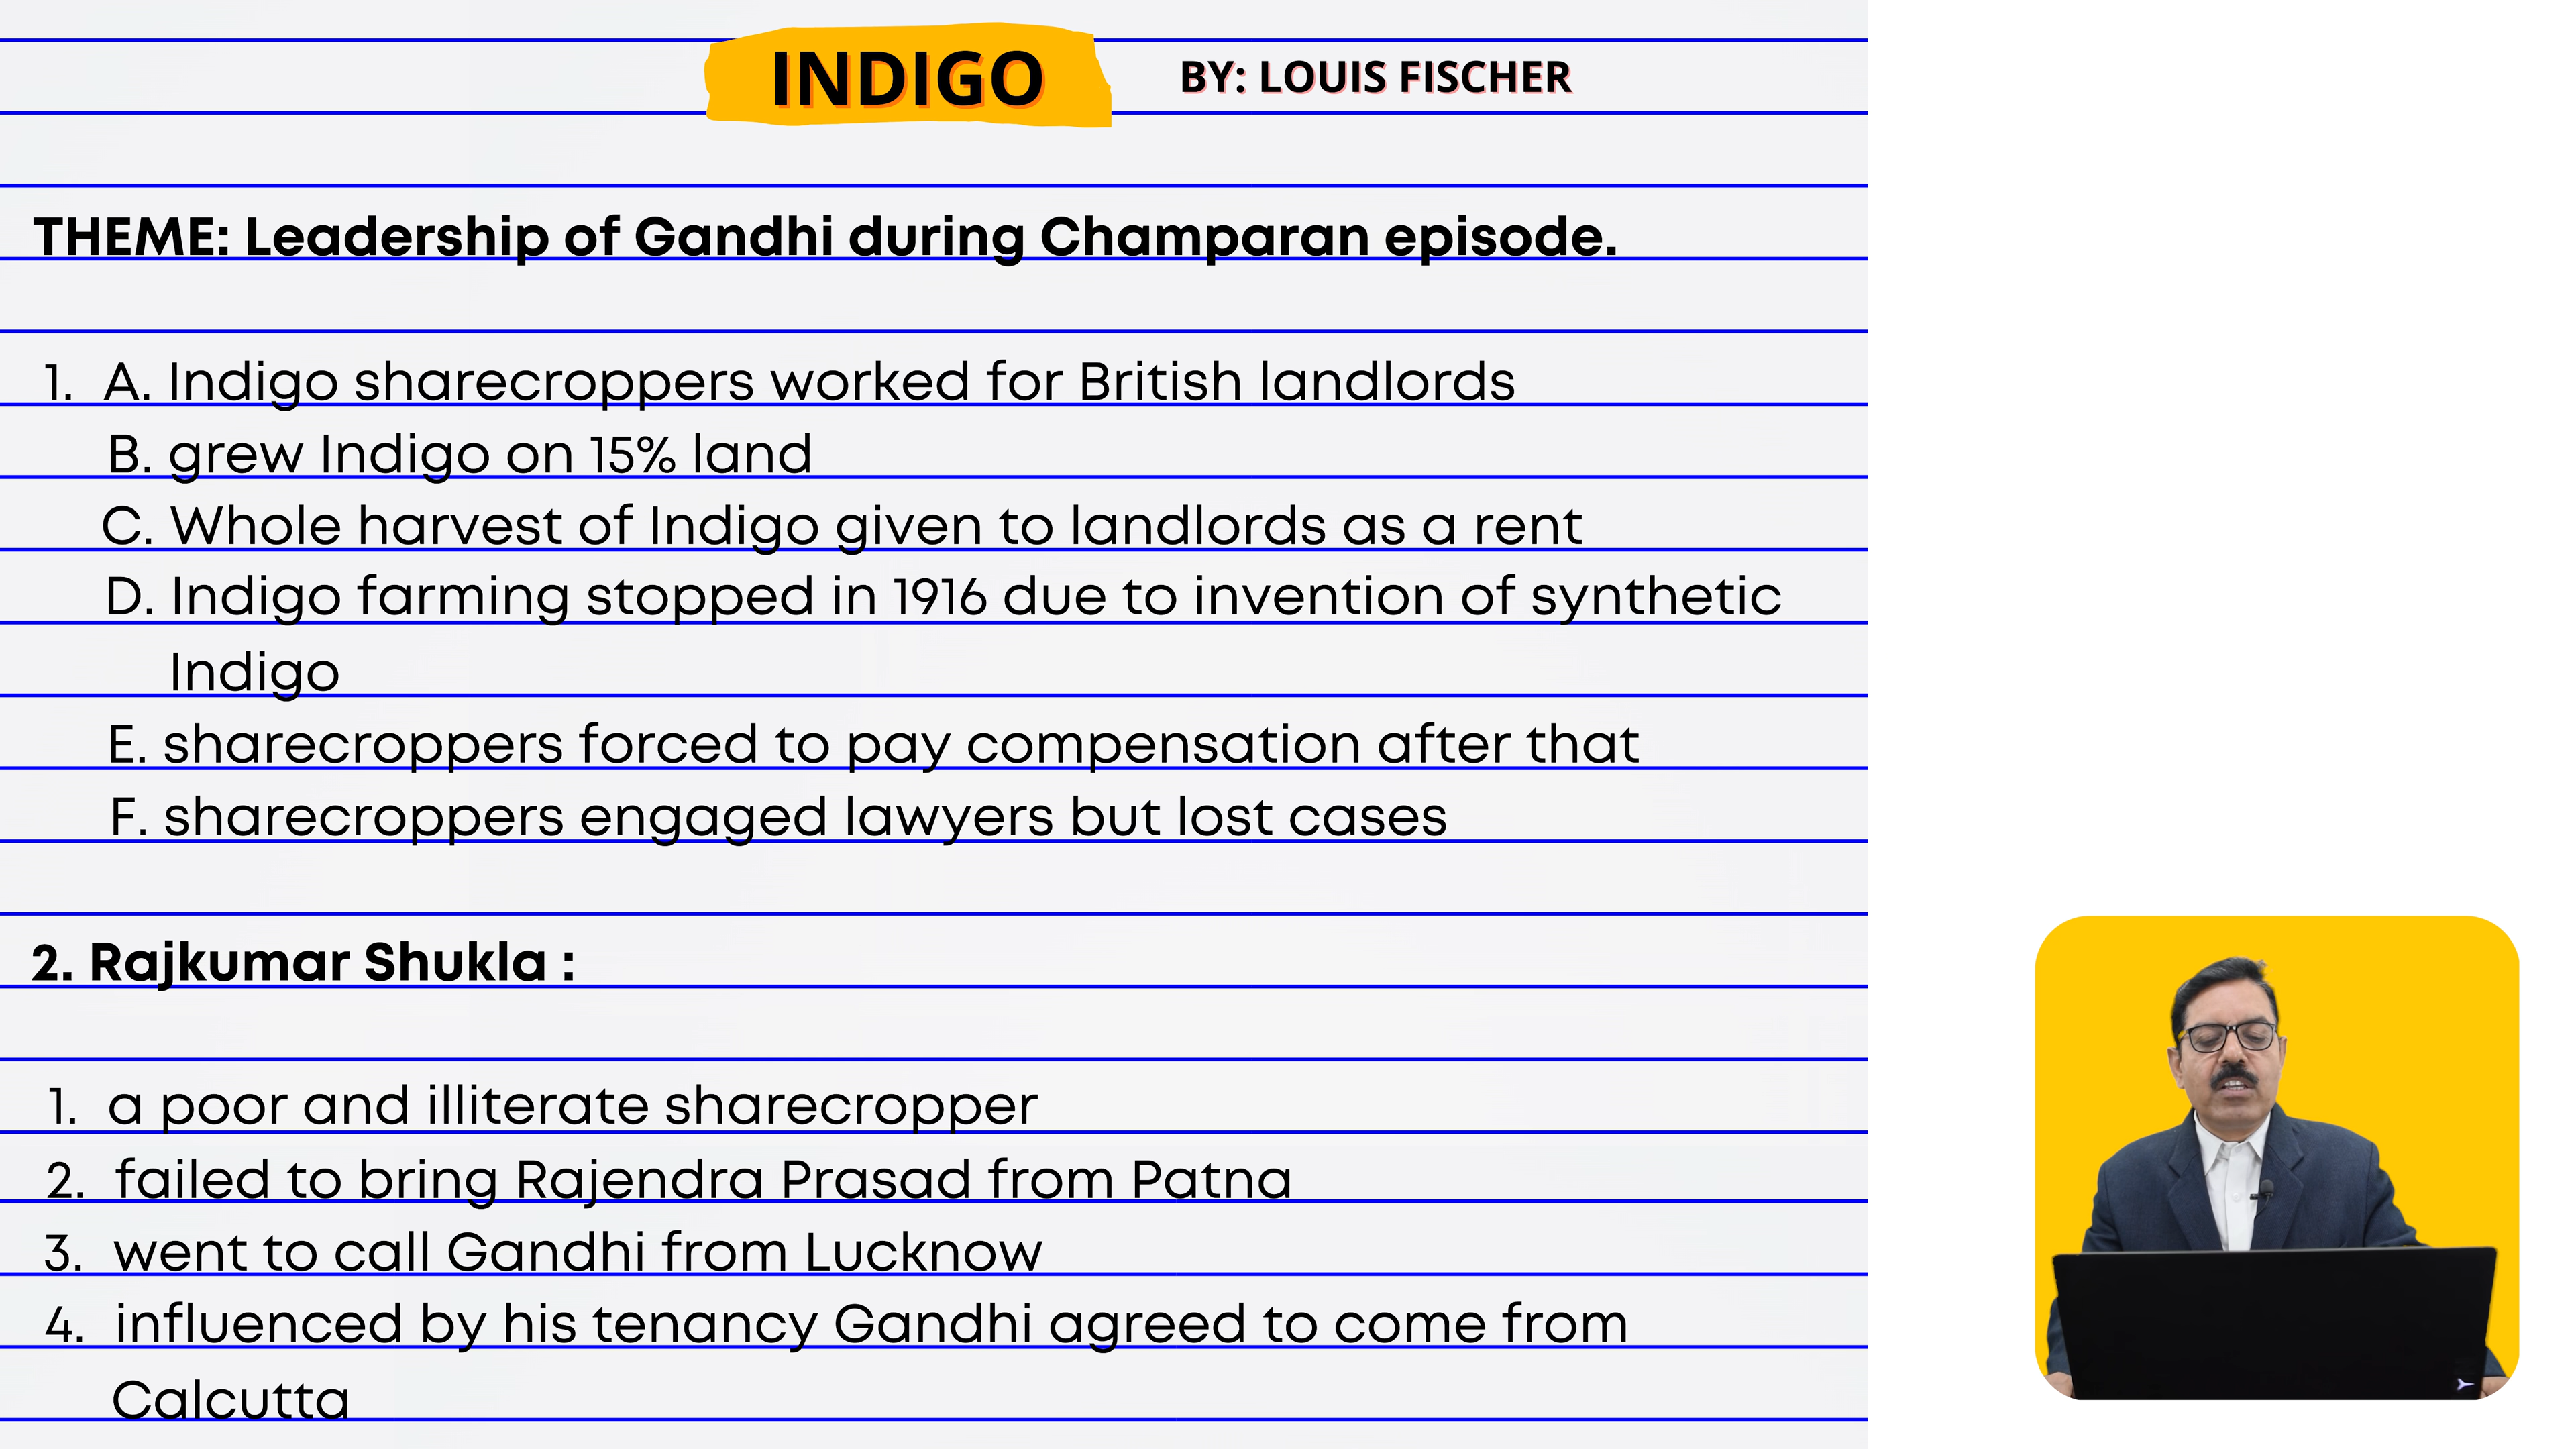 INDIGO
BY: LOUIS FISCHER
THEME: Leadership of Gandhi during Champaran episode.
1. A. Indigo sharecroppers worked for British landlords
B. grew Indigo on 15% land
C. Whole harvest of Indigo given to landlords as a rent
D. Indigo farming stopped in 1916 due to invention of synthetic
Indigo
E. sharecroppers forced to pay compensation after that
F. sharecroppers engaged lawyers but lost cases
2. Rajkumar Shukla :
1. a poor and illiterate sharecropper
2. failed to bring Rajendra Prasad from Patna
3. went to call Gandhi from Lucknow
4. influenced by his tenancy Gandhi agreed to come from
Calcutta